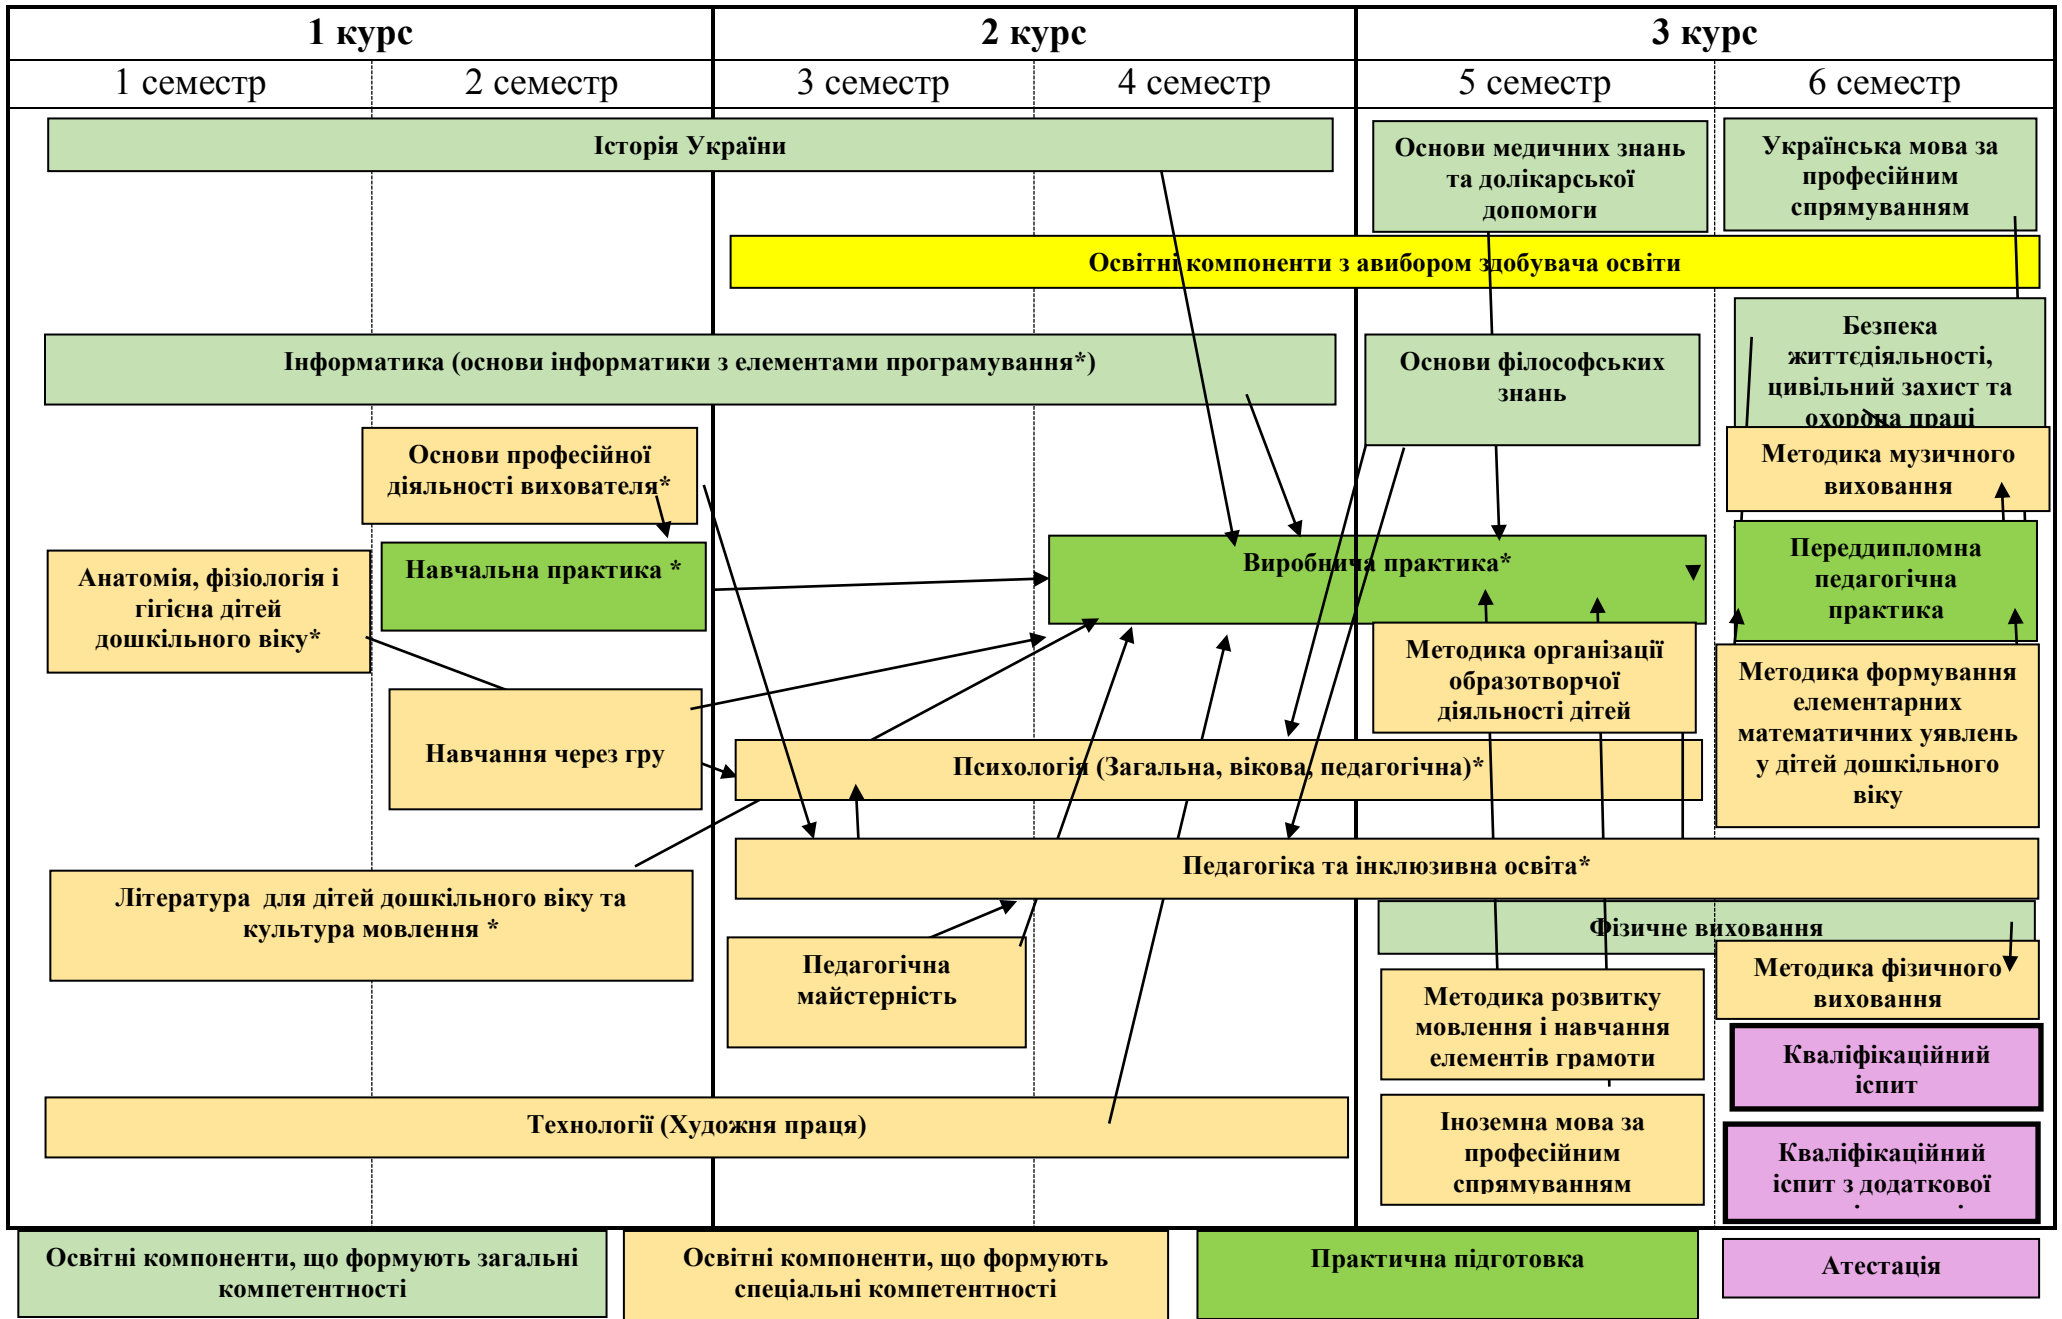 1 курс
2 курс
3 курс
1 семестр
2 семестр
3 семестр
4 семестр
5 семестр
6 семестр
Історія України
Основи медичних знань
та долікарської
допомоги
Українська мова за
професійним
спрямуванням
Освітні компоненти з авибором здобувача освіти
Інформатика (основи інформатики з елементами програмування*)
Основи філософських
знань
Безпека
життєдіяльності,
цивільний захист та
охорона праці
Основи професійної
діяльності вихователя*
Методика музичного
виховання
Анатомія, фізіологія і
гігієна дітей
дошкільного віку*
Навчальна практика *
Виробнича практика*
Переддипломна
педагогічна
практика
Навчання через гру
Методика організації
образотворчої
діяльності дітей
Методика формування
елементарних
математичних уявлень
у дітей дошкільного
віку
Психологія (Загальна, вікова, педагогічна)*
Педагогіка та інклюзивна освіта*
Література  для дітей дошкільного віку та
культура мовлення *
Педагогічна
майстерність
Фізичне виховання
Методика фізичного
виховання
Методика розвитку
мовлення і навчання
елементів грамоти
Кваліфікаційний
іспит
Технології (Художня праця)
Іноземна мова за
професійним
спрямуванням
Кваліфікаційний
іспит з додаткової
Освітні компоненти, що формують загальні
компетентності
Освітні компоненти, що формують
спеціальні компетентності
Практична підготовка
Атестація